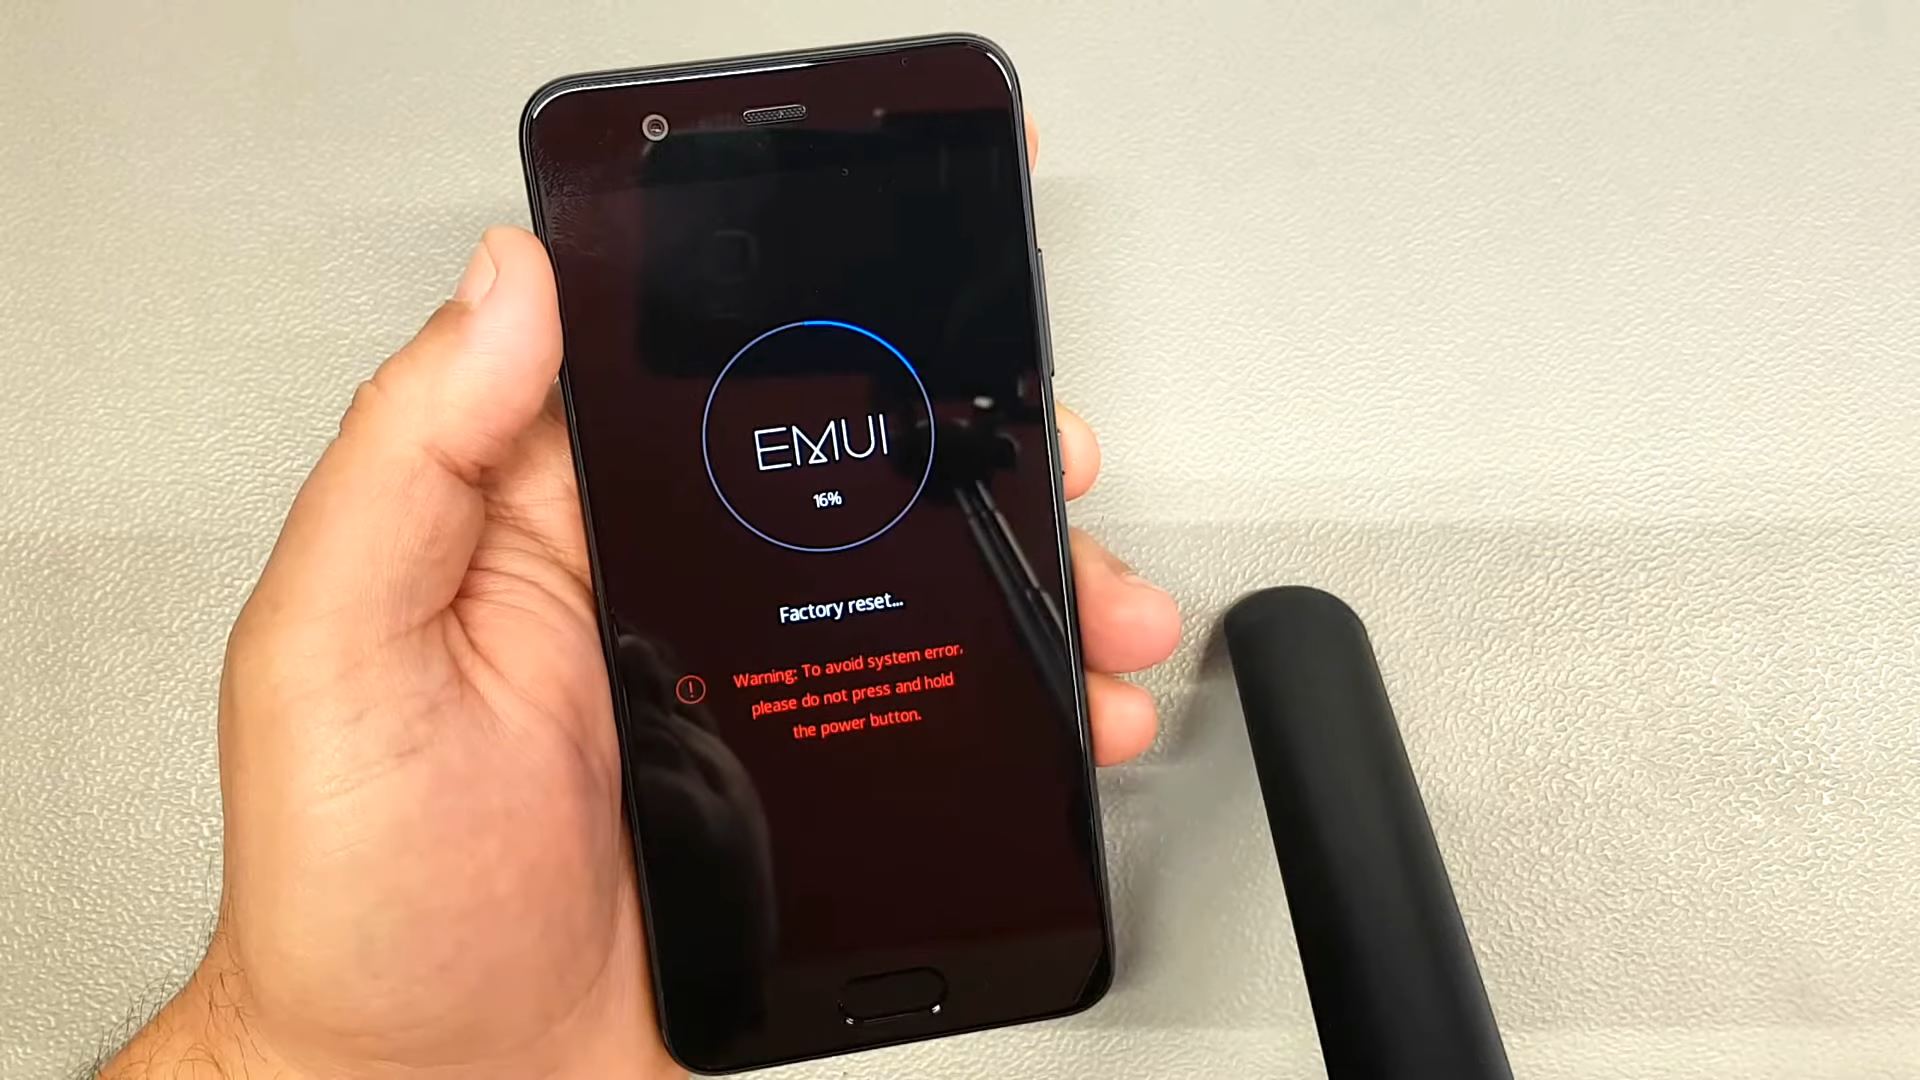 EMUI
16%
Factory reset...
Warning: To avoid system error,
please do not press and hold
the power button.